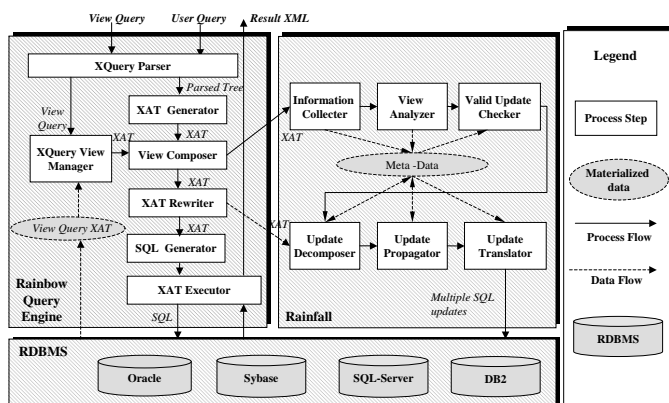 View Query
User Query
Result XML
XQuery Parser
View
Query
Parsed Tree
XAT Generator
XAT
XAT
XQuery View
Manager
View Composer
XAT
XAT Rewriter
View Query XAT
XAT
SQL Generator
XAT Executor
Rainbow
Query
Engine
SQL
Information
Collecter
View
Analyzer
Valid Update
Checker
XAT
Meta -Data
XAT
Update
Decomposer
Update
Propagator
Update
Translator
Multiple SQL
updates
Rainfall
RDBMS
Oracle
Sybase
SQL-Server
DB2
Legend
Process Step
Materialized
data
Process Flow
Data Flow
RDBMS